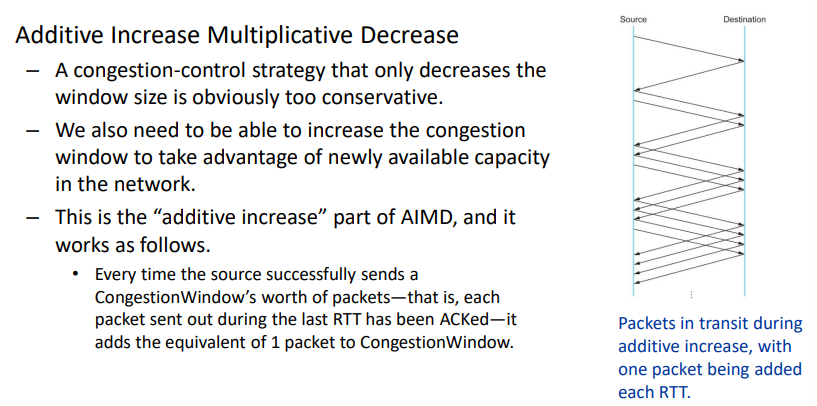 Additive Increase Multiplicative Decrease
– A congestion-control strategy that only decreases the
window size is obviously too conservative.
– We also need to be able to increase the congestion
window to take advantage of newly available capacity
in the network.
– This is the “additive increase” part of AIMD, and it
works as follows.
• Every time the source successfully sends a
CongestionWindow’s worth of packets—that is, each
packet sent out during the last RTT has been ACKed—it
adds the equivalent of 1 packet to CongestionWindow.
Source
Destination
Packets in transit during
additive increase, with
one packet being added
each RTT.